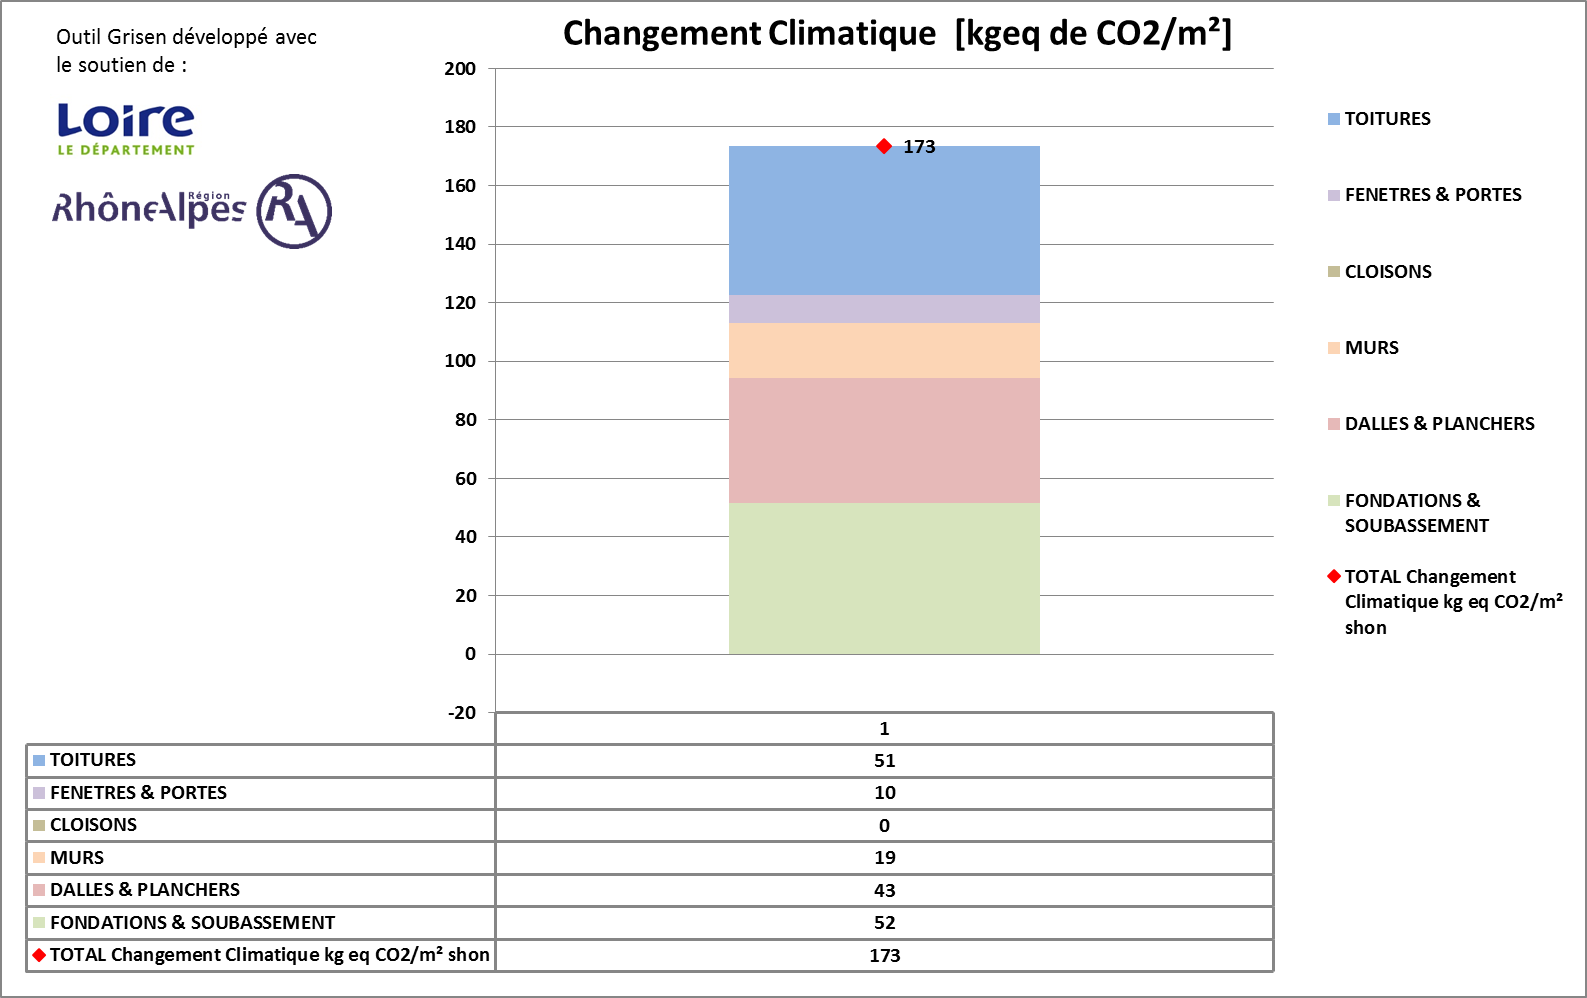 Outil Grisen développé avec
le soutien de :
Loire
LE DÉPARTEMENT
RhôneAlpes Région
RA
Changement Climatique [kgeq de CO2/m²]
200
180
160
140
120
100
80
60
40
20
0
-20
173
TOITURES
FENETRES & PORTES
CLOISONS
MURS
DALLES & PLANCHERS
FONDATIONS &
SOUBASSEMENT
TOTAL Changement
Climatique kg eq CO2/m²
shon
1
TOITURES 51
FENETRES & PORTES 10
CLOISONS 0
MURS 19
DALLES & PLANCHERS 43
FONDATIONS & SOUBASSEMENT 52
TOTAL Changement Climatique kg eq CO2/m² shon 173